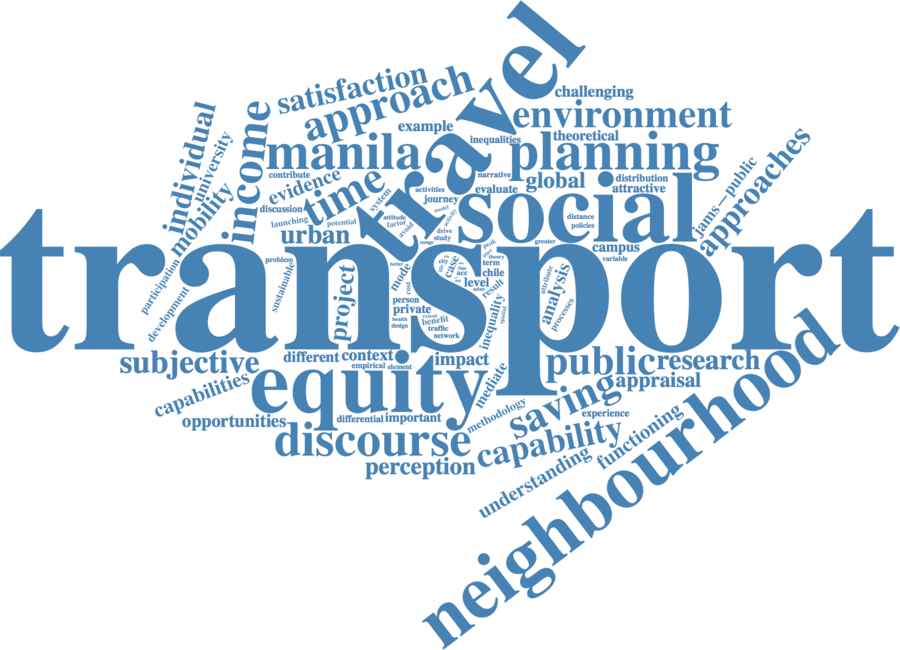 travel
challenging
satisfaction
approach
environment
individual
university
income
example
inequalities
theoretical
manila
planning
contribute
narrative
evidence
time
system
activities
evaluate
global
distribution
attractive
jams—public
approaches
mobility
journey
model
activity
social
discussion
launching
potential
attitude
factor
avoid
drive
study
distance
policies
urban
usage
peak
greater
campus
variable
transport
participation
problem
sustainable
better
mode
cost
city
case
line
acc
theory
term
chile
level
result
attribute
analysis
processes
development
project
person
private
health
design
extent
benefit
traffic
network
inequality
spatial
subjective
different
context
empirical
element
impact
public
research
capabilities
equity
mediate
saving
appraisal
neighbourhood
opportunities
differential
important
methodology
experience
discourse
capability
functioning
perception
understanding